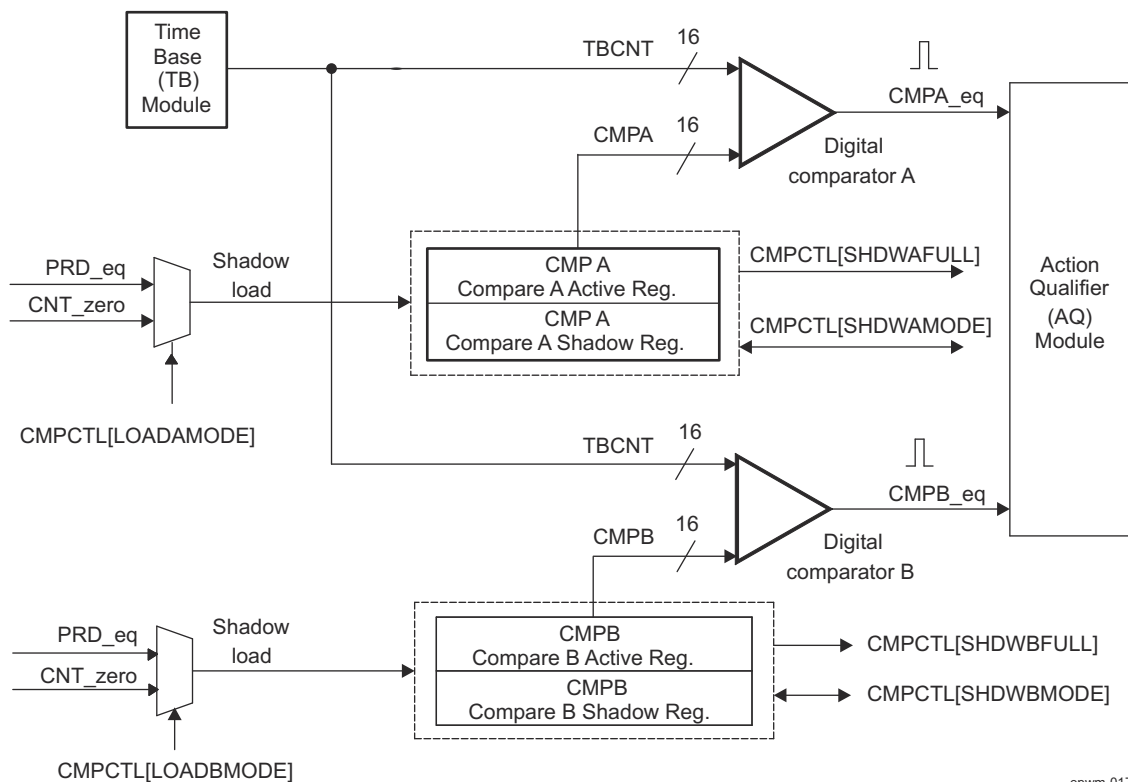 Time
Base
(TB)
Module
TBCNT
16
CMPA
16
CMPA_eq
Digital
comparator A
Action
Qualifier
(AQ)
Module
PRD_eq
CNT_zero
Shadow
load
CMPCTL[LOADAMODE]
CMP A
Compare A Active Reg.
CMP A
Compare A Shadow Reg.
CMPCTL[SHDWAFULL]
CMPCTL[SHDWAMODE]
TBCNT
16
CMPB
16
CMPB_eq
Digital
comparator B
PRD_eq
CNT_zero
Shadow
load
CMPCTL[LOADBMODE]
CMPB
Compare B Active Reg.
CMPB
Compare B Shadow Reg.
CMPCTL[SHDWBFULL]
CMPCTL[SHDWBMODE]